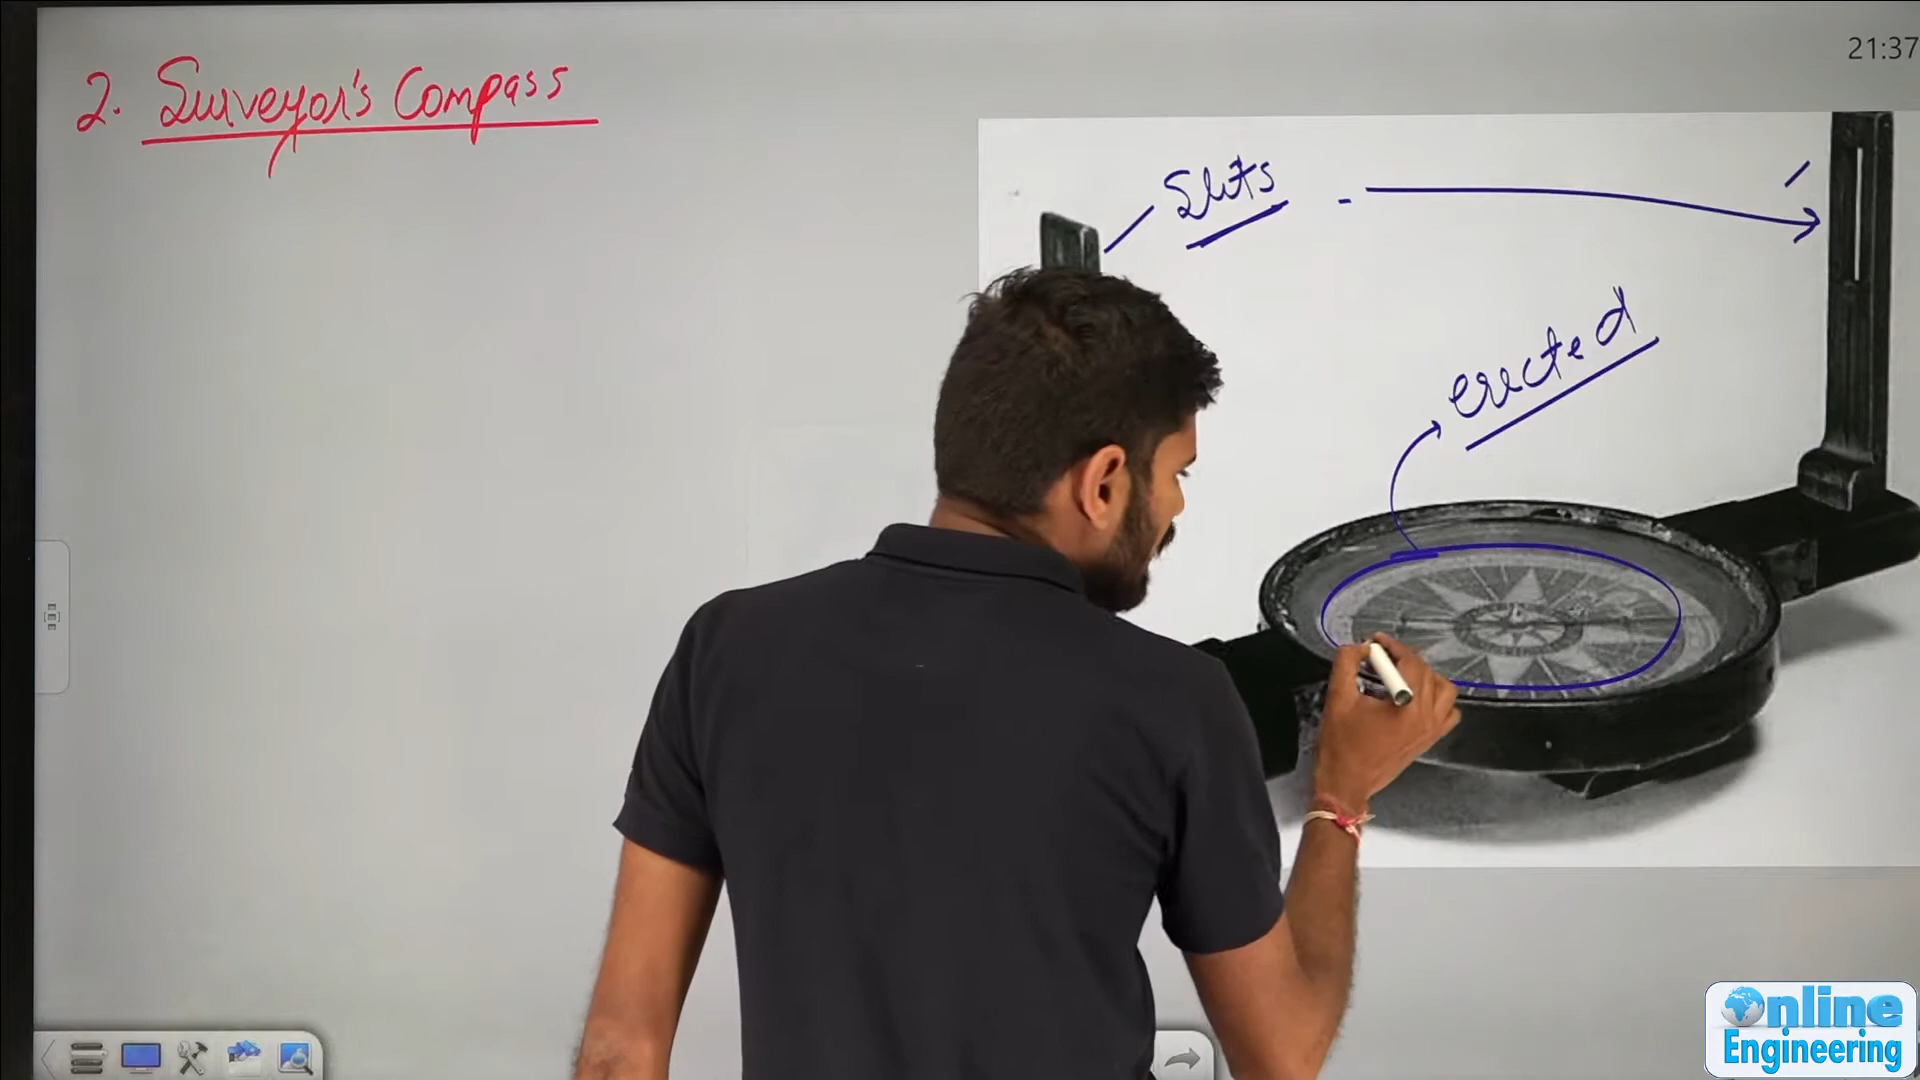 21:37
2. Surveyor's Compass
Slits
erected
Online
Engineering